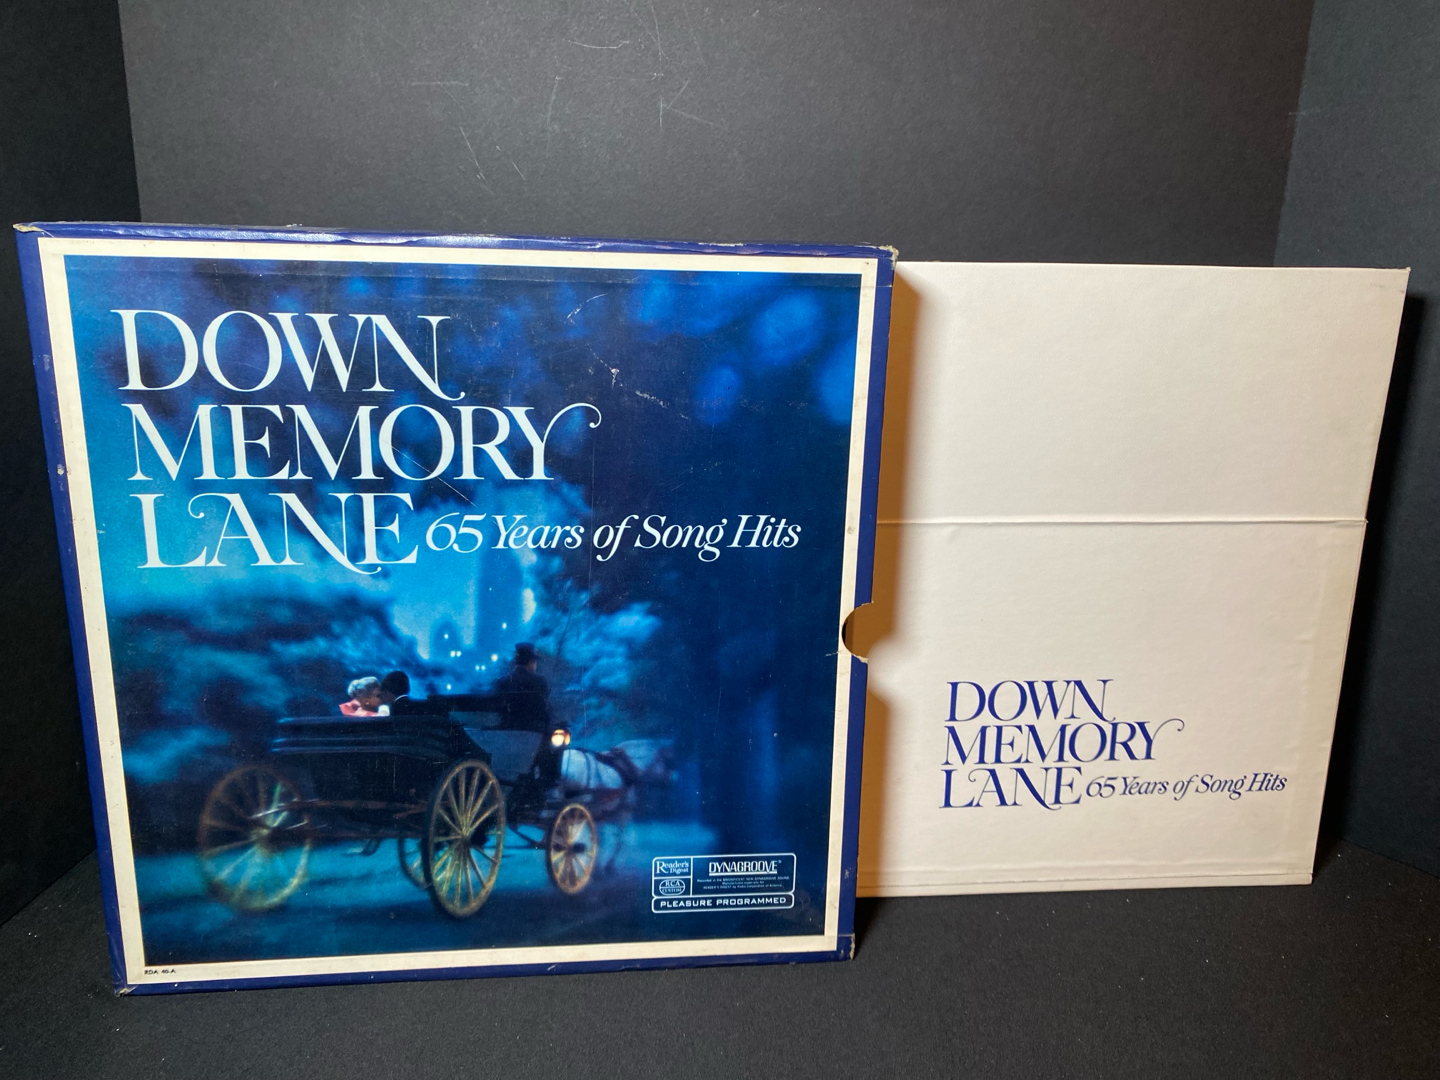 DOWN
MEMORY
LANE 65 Years of Song Hits
Reader's Digest
RCA CUSTOM
DYNAGROOVE
PLEASURE PROGRAMMED
RDA 40-A
DOWN
MEMORY
LANE 65 Years of Song Hits